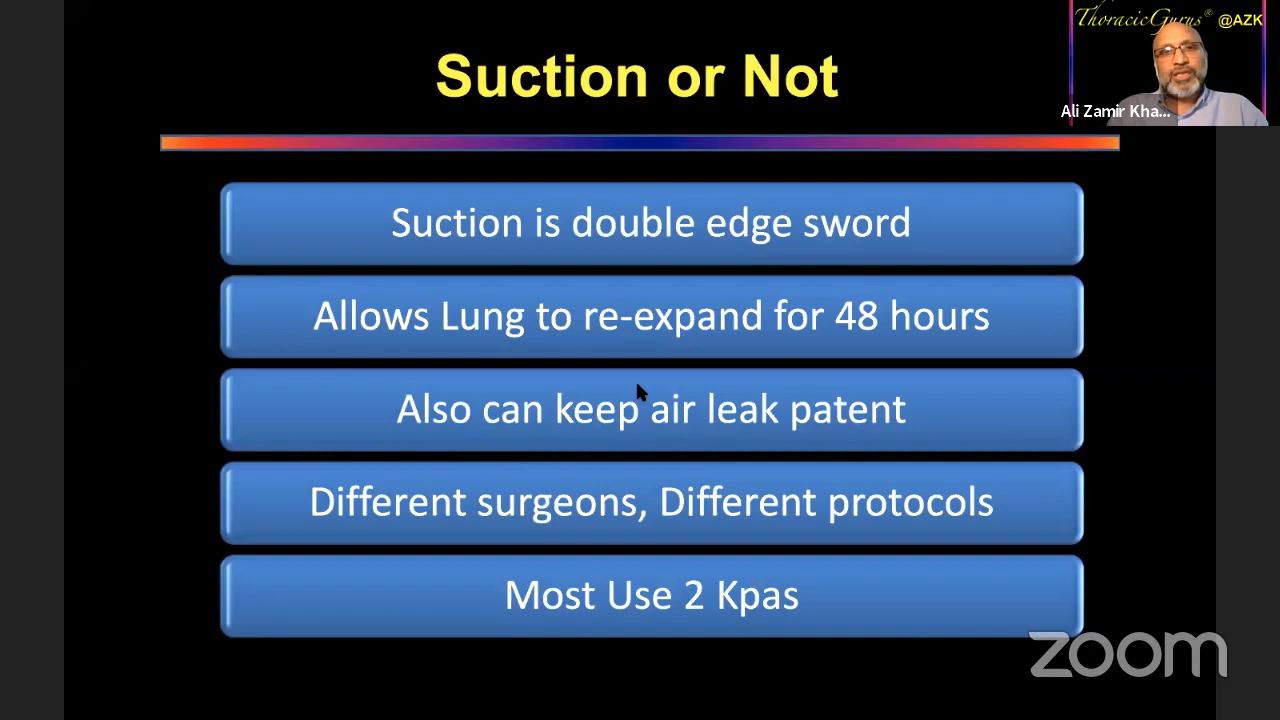 ThoracicGurus® @AZK
Ali Zamir Kha...
Suction or Not
Suction is double edge sword
Allows Lung to re-expand for 48 hours
Also can keep air leak patent
Different surgeons, Different protocols
Most Use 2 Kpas
zoom